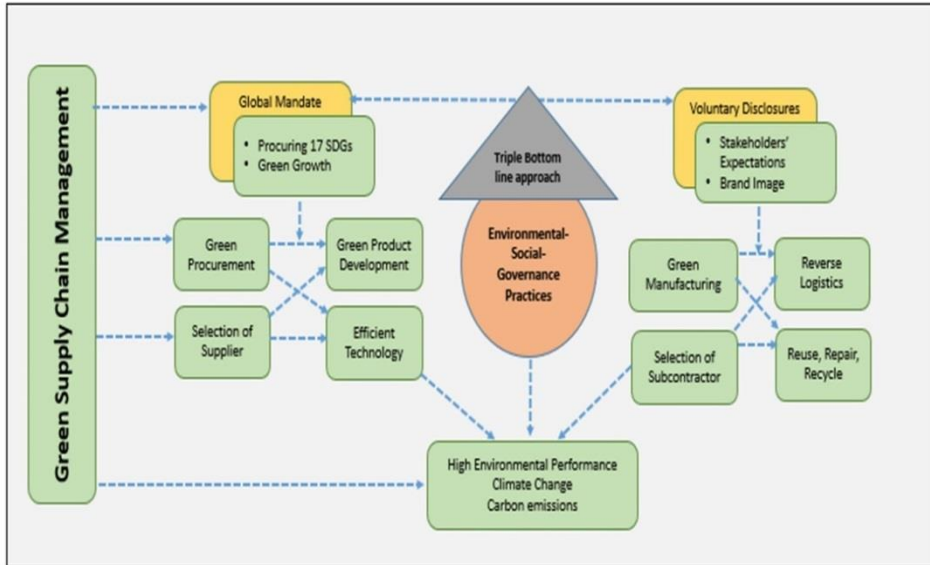 Green Supply Chain Management
Global Mandate
• Procuring 17 SDGs
• Green Growth
Triple Bottom
line approach
Voluntary Disclosures
• Stakeholders'
Expectations
• Brand Image
Green
Procurement
Green Product
Development
Environmental-
Social-
Governance
Practices
Green
Manufacturing
Reverse
Logistics
Selection of
Supplier
Efficient
Technology
Selection of
Subcontractor
Reuse, Repair,
Recycle
High Environmental Performance
Climate Change
Carbon emissions